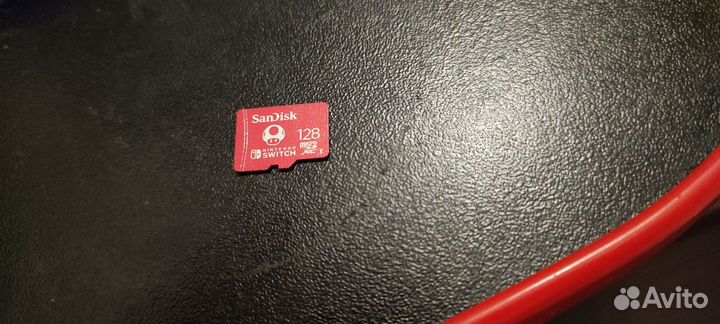 SanDisk
128
NINTENDO
SWITCH
micro
XC I
Avito